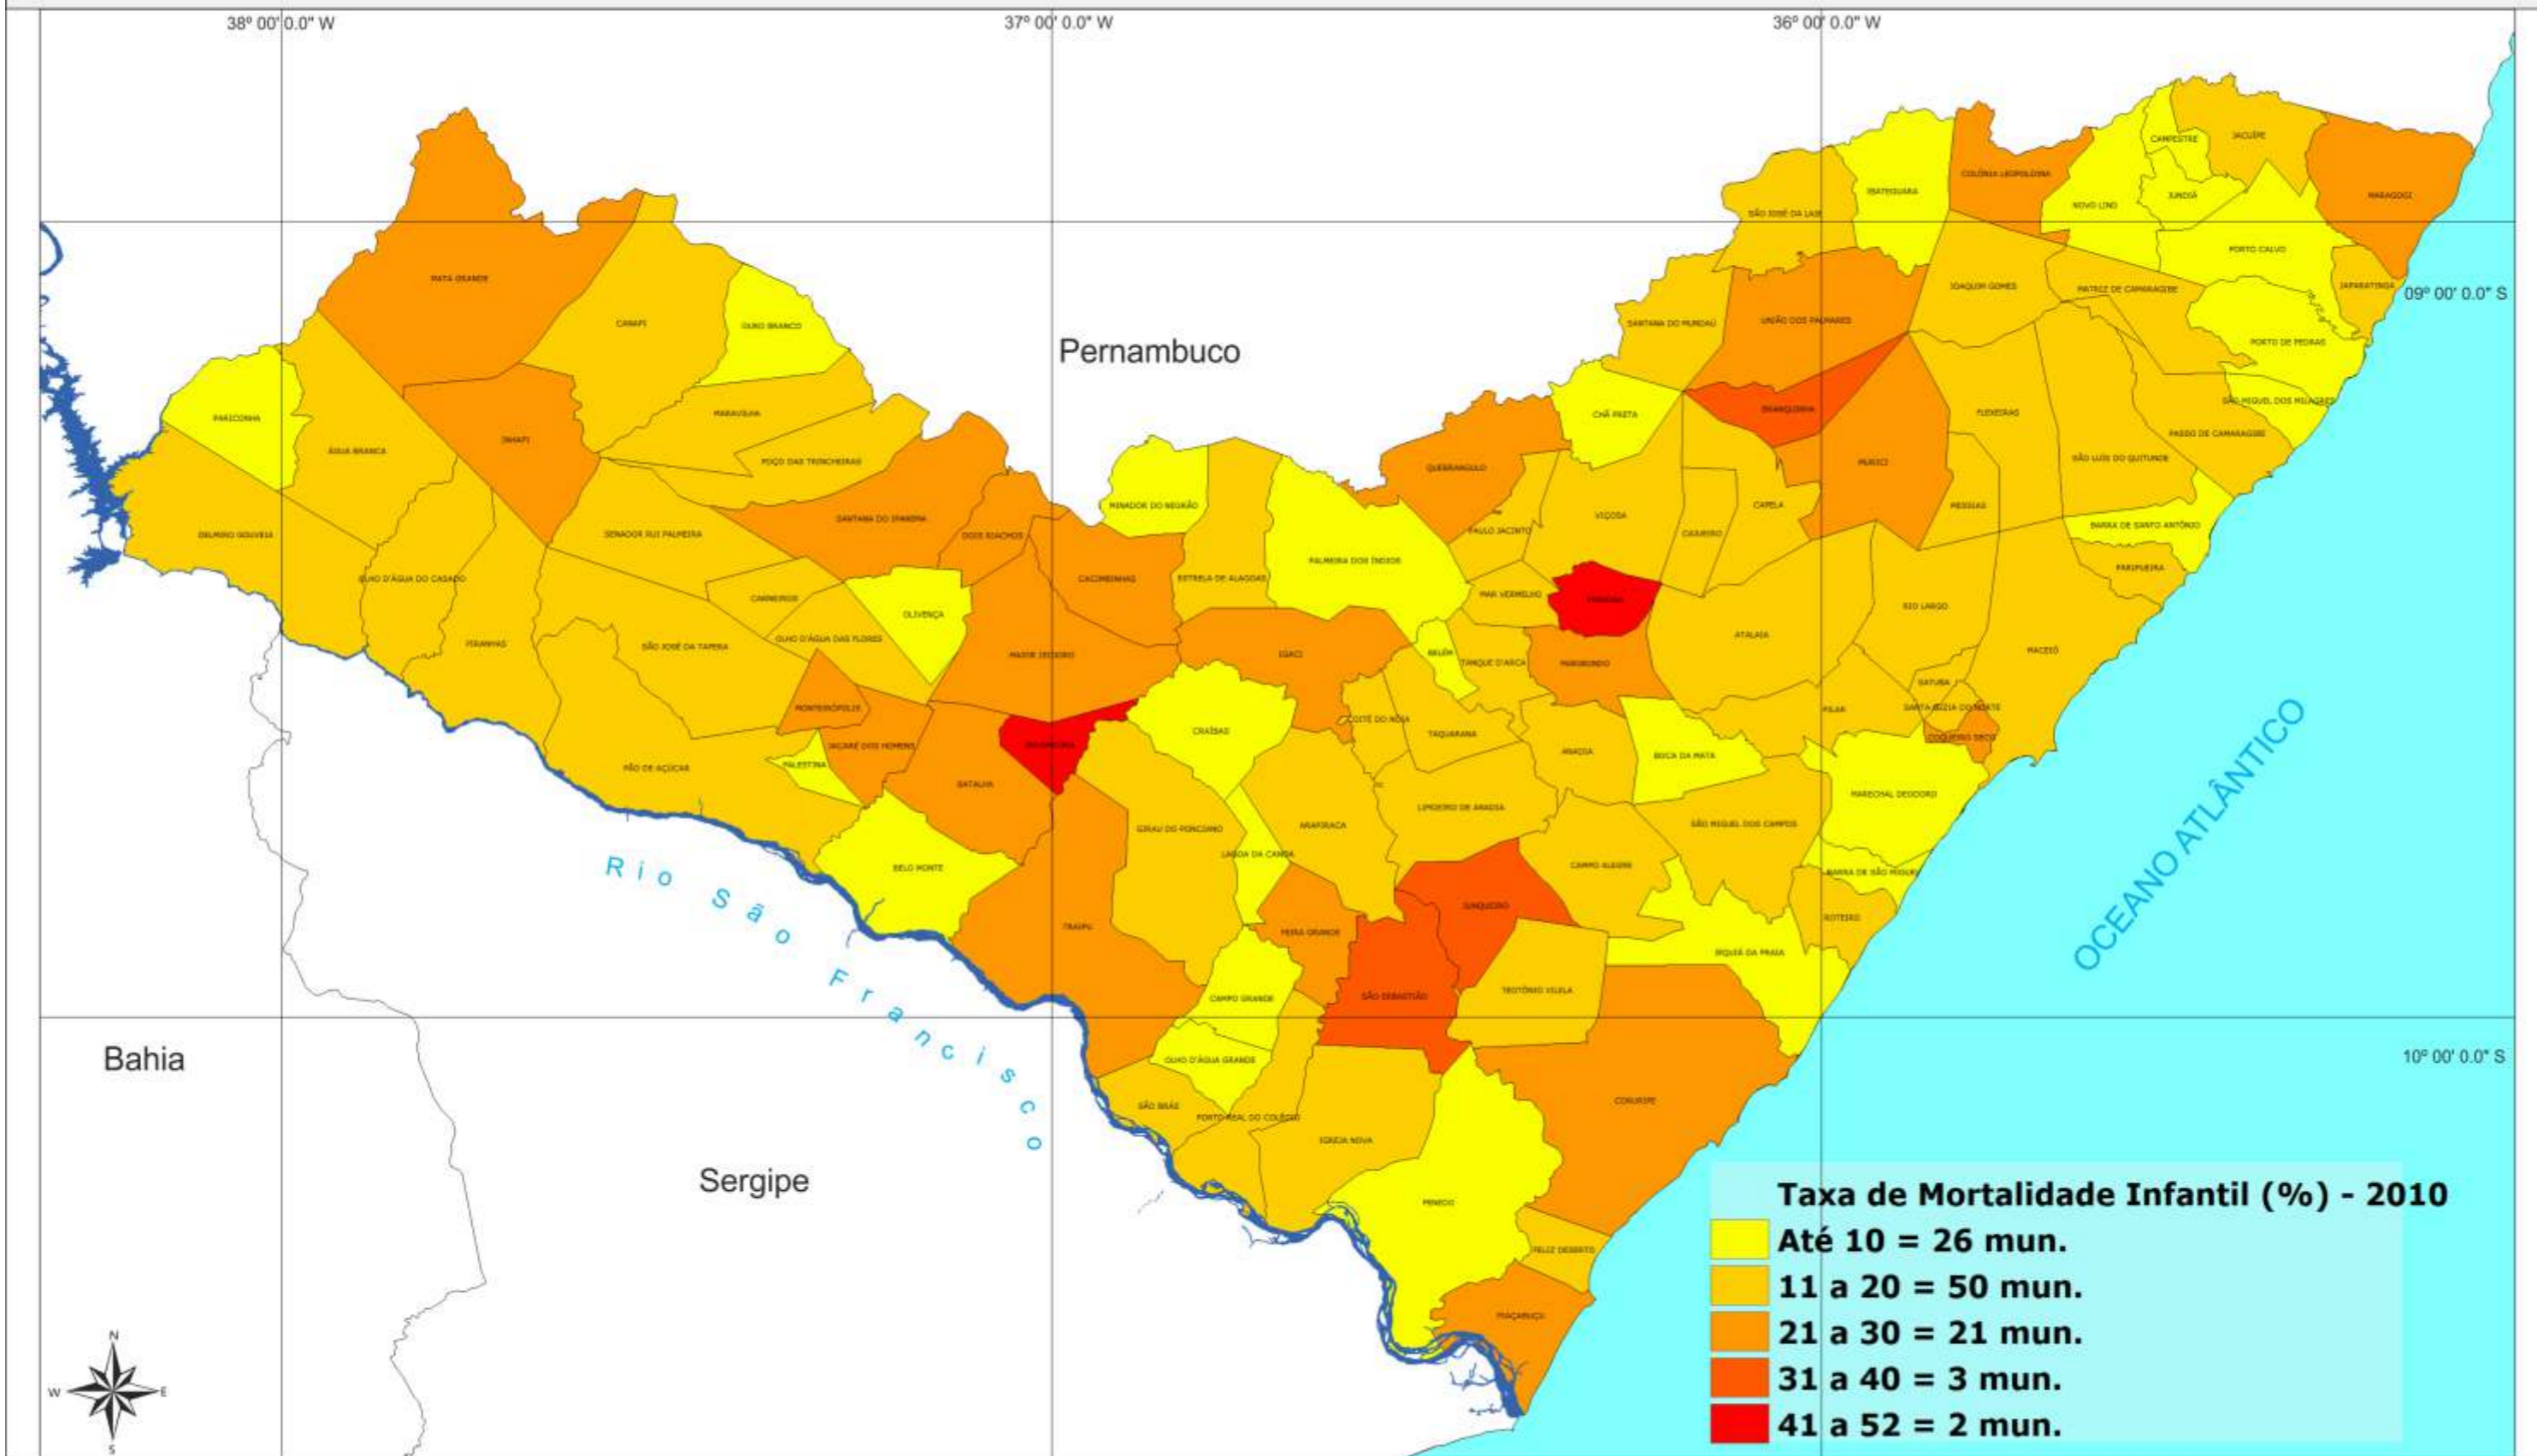 38º 00' 0.0" W
37º 00' 0.0" W
36º 00' 0.0" W
CAMPESTRE
JACUÍPE
COLÔNIA LEOPOLDINA
IBATEGUARA
JUNDIÁ
MARAGOGI
NOVO LINO
SÃO JOSÉ DA LAJE
PORTO CALVO
MATA GRANDE
JOAQUIM GOMES
MATRIZ DE CAMARAGIBE
JAPARATINGA
09º 00' 0.0" S
CANAPI
OURO BRANCO
SANTANA DO MUNDAÚ
UNIÃO DOS PALMARES
PORTO DE PEDRAS
Pernambuco
SÃO MIGUEL DOS MILAGRES
BRANQUINHA
MARAVILHA
CHÃ PRETA
FLEXEIRAS
PARICONHA
PASSO DE CAMARAGIBE
INHAPI
ÁGUA BRANCA
SÃO LUÍS DO QUITUNDE
POÇO DAS TRINCHEIRAS
MURICI
QUEBRANGULO
MINADOR DO NEGRÃO
CAPELA
MESSIAS
VIÇOSA
SANTANA DO IPANEMA
BARRA DE SANTO ANTÔNIO
PAULO JACINTO
CAJUEIRO
DELMIRO GOUVEIA
SENADOR RUI PALMEIRA
DOIS RIACHOS
PALMEIRA DOS ÍNDIOS
PARIPUEIRA
OLHO D'ÁGUA DO CASADO
CACIMBINHAS
ESTRELA DE ALAGOAS
MAR VERMELHO
CARNEIROS
PINDOBA
RIO LARGO
OLIVENÇA
ATALAIA
OLHO D'ÁGUA DAS FLORES
PIRANHAS
SÃO JOSÉ DA TAPERA
MAJOR ISIDORO
IGACI
BELÉM
TANQUE D'ARCA
MARIBONDO
MACEIÓ
SATUBA
MONTEIRÓPOLIS
PILAR
SANTA LUZIA DO NORTE
COITÉ DO NÓIA
CRAÍBAS
TAQUARANA
COQUEIRO SECO
JACARÉ DOS HOMENS
JARAMATAIA
ANADIA
BOCA DA MATA
PALESTINA
PÃO DE AÇÚCAR
BATALHA
MARECHAL DEODORO
LIMOEIRO DE ANADIA
GIRAU DO PONCIANO
ARAPIRACA
SÃO MIGUEL DOS CAMPOS
LAGOA DA CANOA
BELO MONTE
CAMPO ALEGRE
BARRA DE SÃO MIGUEL
OCEANO ATLÂNTICO
Rio São Francisco
JUNQUEIRO
ROTEIRO
TRAIPU
FEIRA GRANDE
JEQUIÁ DA PRAIA
TEOTÔNIO VILELA
SÃO SEBASTIÃO
CAMPO GRANDE
Bahia
10º 00' 0.0" S
OLHO D'ÁGUA GRANDE
CORURIPE
SÃO BRÁS
PORTO REAL DO COLÉGIO
IGREJA NOVA
Sergipe
PENEDO
FELIZ DESERTO
PIAÇABUÇU
Taxa de Mortalidade Infantil (%) - 2010
Até 10 = 26 mun.
11 a 20 = 50 mun.
21 a 30 = 21 mun.
31 a 40 = 3 mun.
41 a 52 = 2 mun.
N
W
E
S